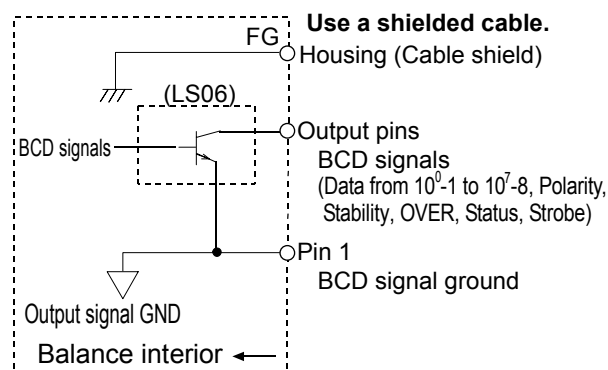 Use a shielded cable.
FG
Housing (Cable shield)
(LS06)
Output pins
BCD signals
BCD signals
(Data from 10⁰-1 to 10⁷-8, Polarity,
Stability, OVER, Status, Strobe)
Pin 1
BCD signal ground
Output signal GND
Balance interior